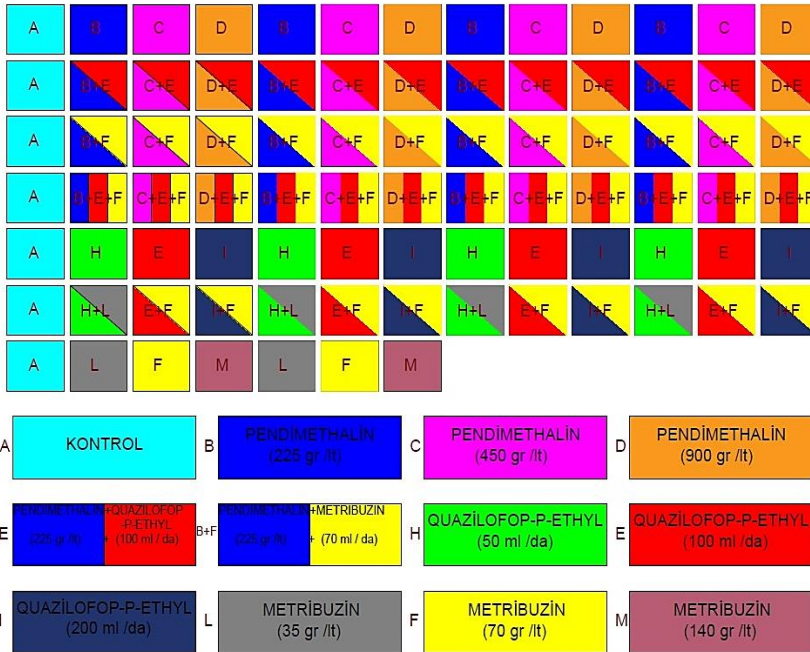 A B C D B C D B C D B C D
A B+E C+E D+E B+E C+E D+E B+E C+E D+E B+E C+E D+E
A B+F C+F D+F B+F C+F D+F B+F C+F D+F B+F C+F D+F
A B+E+F C+E+F D+E+F B+E+F C+E+F D+E+F B+E+F C+E+F D+E+F B+E+F C+E+F D+E+F
A H E I H E I H E I H E I
A H+L E+F I+F H+L E+F I+F H+L E+F I+F H+L E+F I+F
A L F M L F M
A KONTROL B PENDİMETHALİN C PENDİMETHALİN D PENDİMETHALİN
(225 gr /lt) (450 gr /lt) (900 gr /lt)
E PENDİMETHALİN+QUAZİLOFOP B+F PENDİMETHALİN+METRIBUZIN H QUAZİLOFOP-P-ETHYL E QUAZİLOFOP-P-ETHYL
-P-ETHYL
(225 gr /lt) + (100 ml / da) (225 gr /lt) + (70 ml / da) (50 ml /da) (100 ml /da)
I QUAZİLOFOP-P-ETHYL L METRİBUZİN F METRİBUZİN M METRİBUZİN
(200 ml /da) (35 gr /lt) (70 gr /lt) (140 gr /lt)